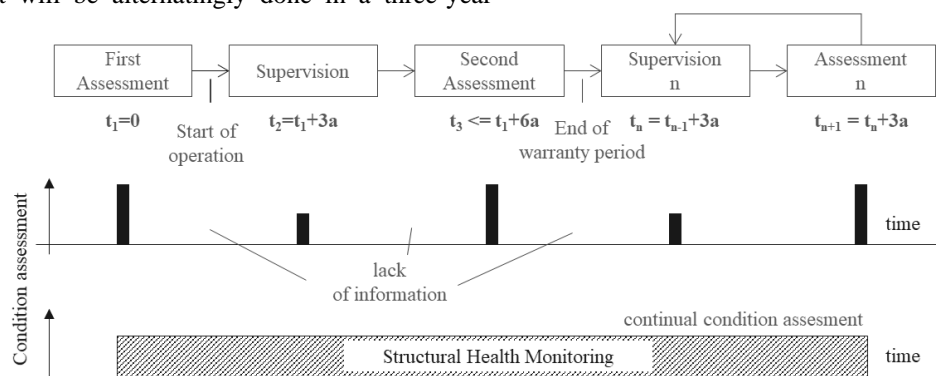 t will be alternatingly done in a three-year
First
Assessment
Supervision
Second
Assessment
Supervision
n
Assessment
n
t1=0
t2=t1+3a
t3 <= t1+6a
tn = tn-1+3a
tn+1 = tn+3a
Start of
operation
End of
warranty period
Condition assessment
time
lack
of information
continual condition assesment
Structural Health Monitoring
time